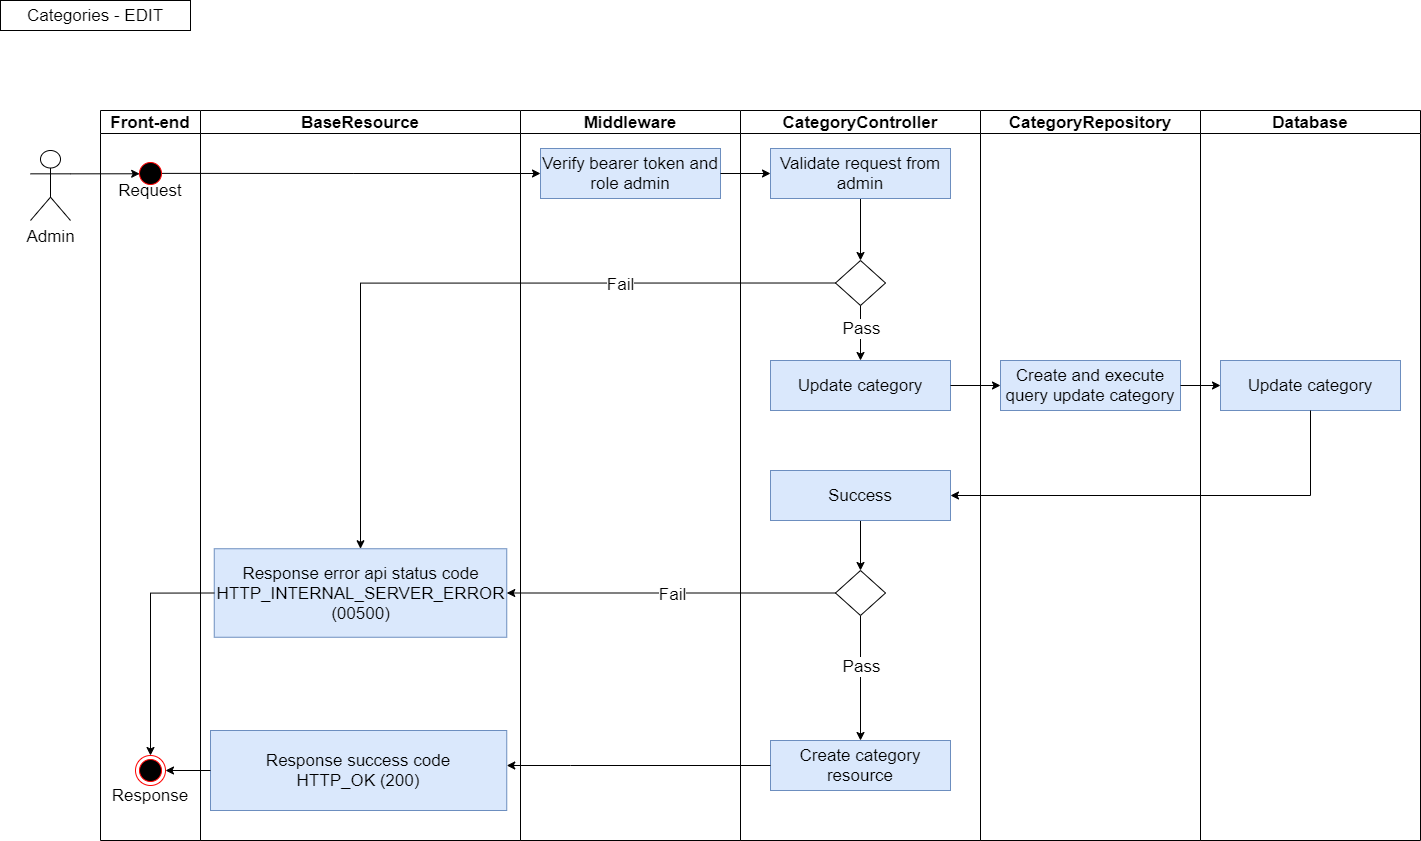 Categories - EDIT
Front-end
BaseResource
Middleware
CategoryController
CategoryRepository
Database
Admin
Request
Verify bearer token and
role admin
Validate request from
admin
Fail
Pass
Update category
Create and execute
query update category
Update category
Success
Response error api status code
HTTP_INTERNAL_SERVER_ERROR
(00500)
Fail
Pass
Response success code
HTTP_OK (200)
Create category
resource
Response